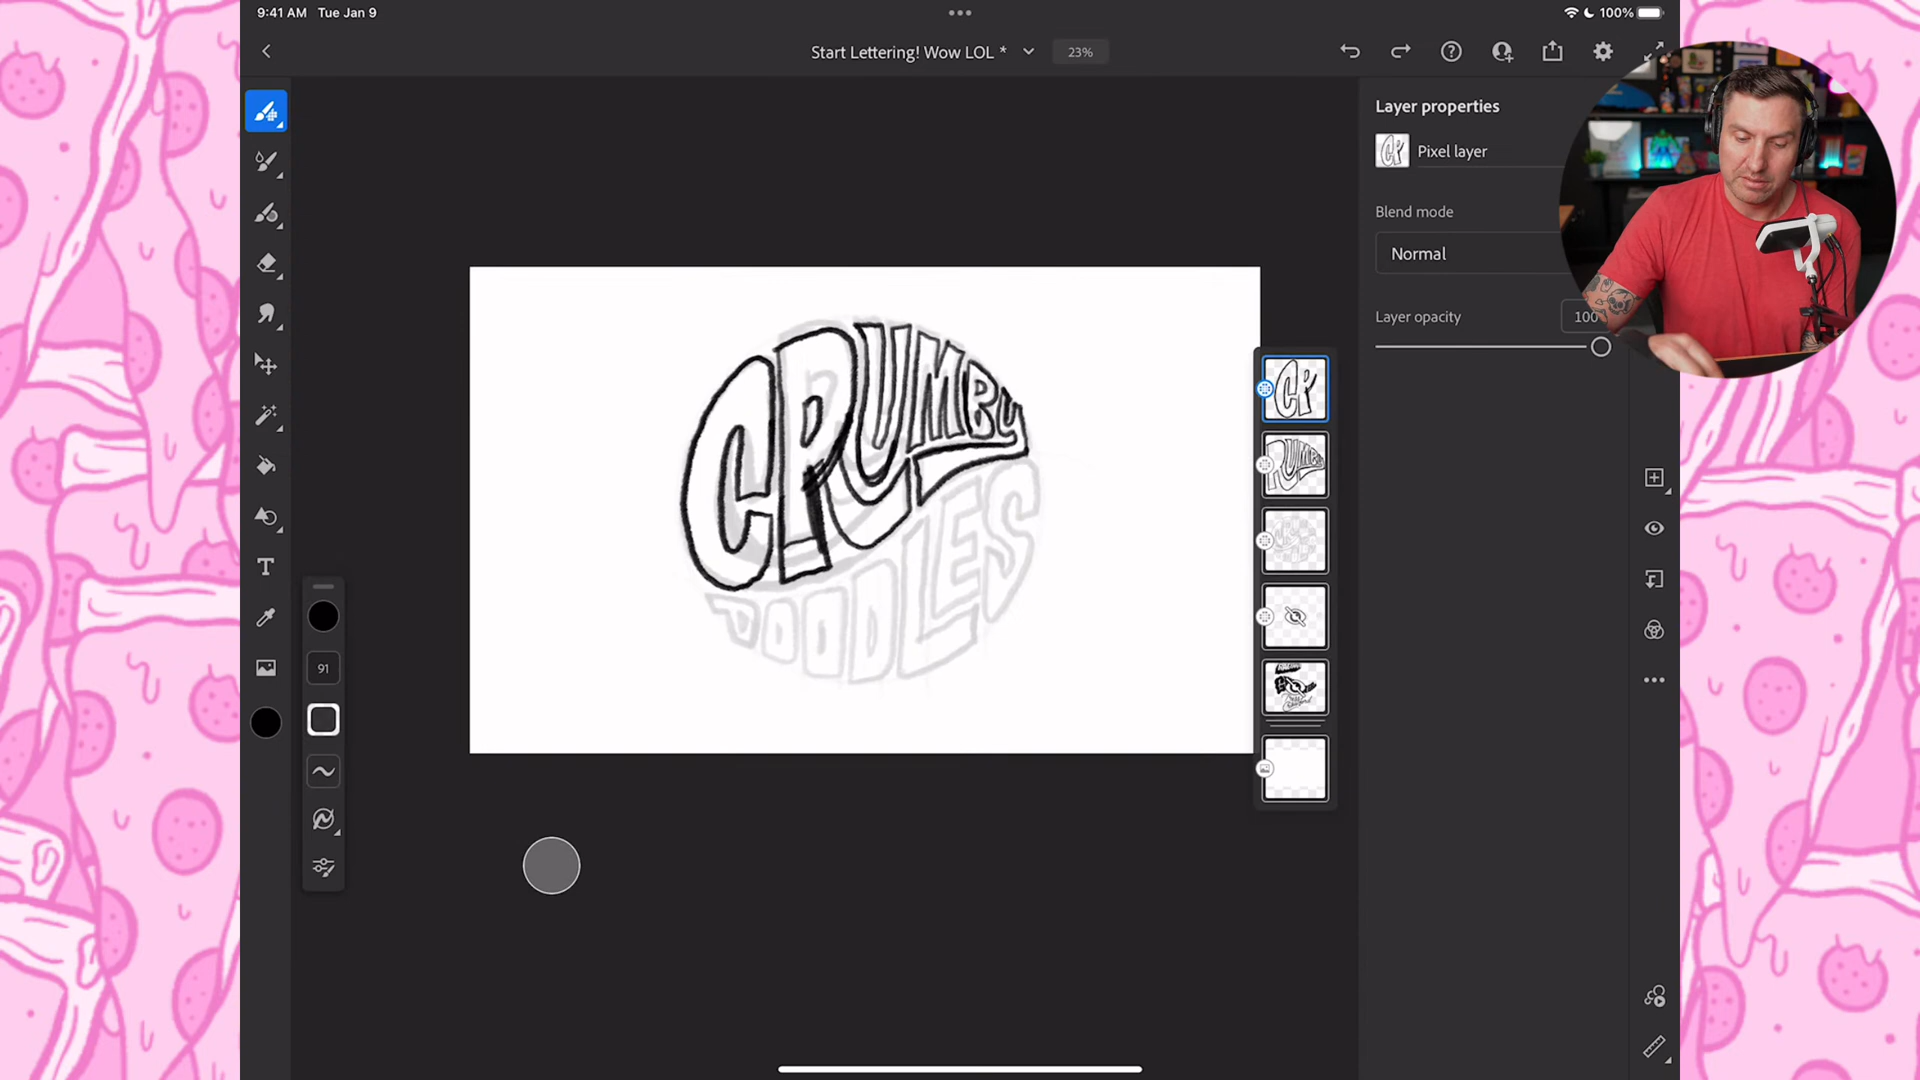 9:41 AM Tue Jan 9
100%
Start Lettering! Wow LOL *
23%
Layer properties
Pixel layer
Blend mode
Normal
Layer opacity
100
CRUMBY
DOODLES
91
T